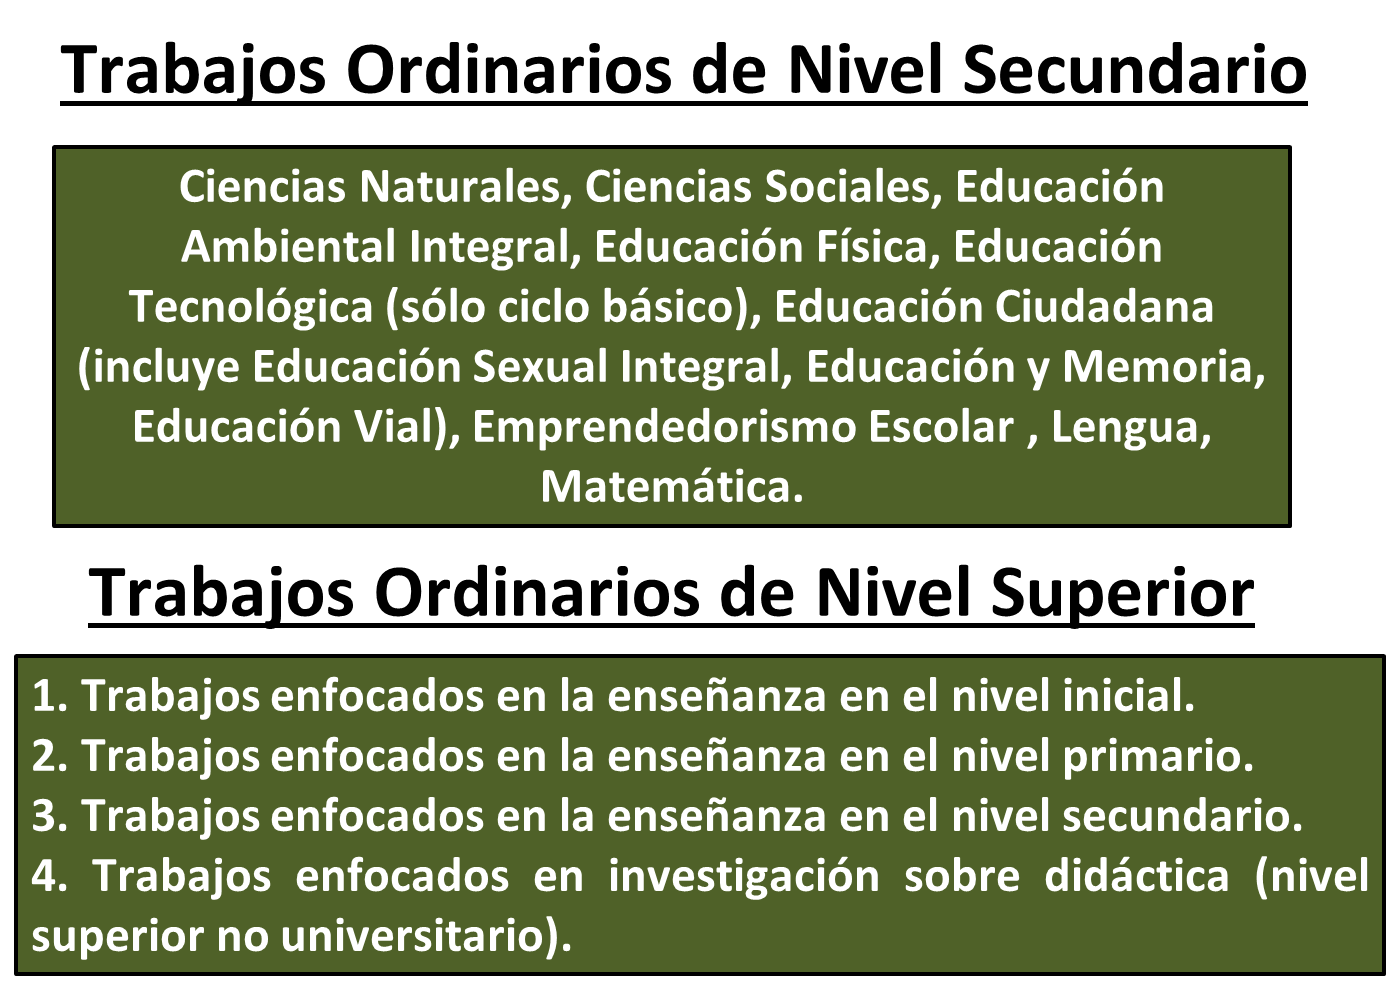 Trabajos Ordinarios de Nivel Secundario
Ciencias Naturales, Ciencias Sociales, Educación
Ambiental Integral, Educación Física, Educación
Tecnológica (sólo ciclo básico), Educación Ciudadana
(incluye Educación Sexual Integral, Educación y Memoria,
Educación Vial), Emprendedorismo Escolar , Lengua,
Matemática.
Trabajos Ordinarios de Nivel Superior
1. Trabajos enfocados en la enseñanza en el nivel inicial.
2. Trabajos enfocados en la enseñanza en el nivel primario.
3. Trabajos enfocados en la enseñanza en el nivel secundario.
4. Trabajos enfocados en investigación sobre didáctica (nivel
superior no universitario).